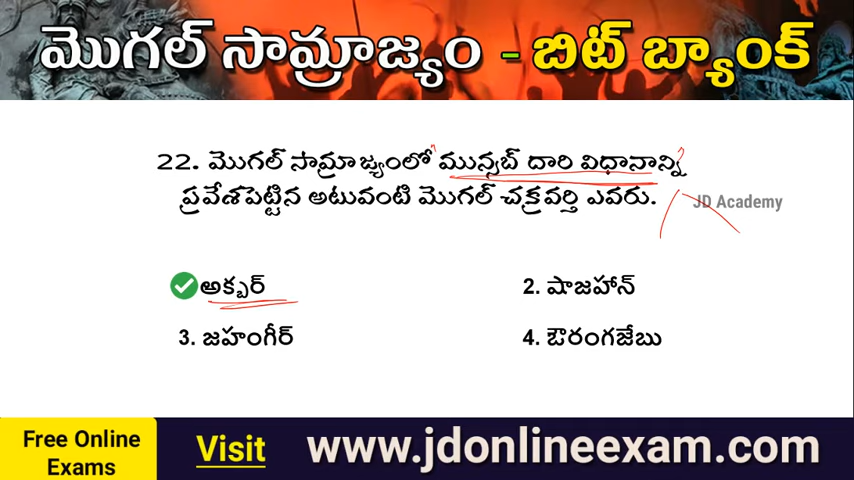 మొగల్ సామ్రాజ్యం - బిట్ బ్యాంక్
22. మొగల్ సామ్రాజ్యంలో మున్సబ్ దారి విధానాన్ని
ప్రవేశపెట్టిన అటువంటి మొగల్ చక్రవర్తి ఎవరు.
JD Academy
అక్బర్
2. షాజహాన్
3. జహంగీర్
4. ఔరంగజేబు
Free Online
Exams
Visit
www.jdonlineexam.com